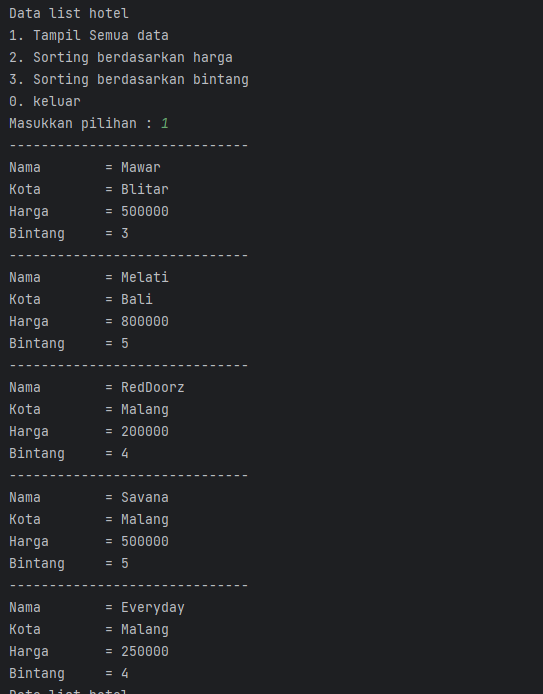 Data list hotel
1. Tampil Semua data
2. Sorting berdasarkan harga
3. Sorting berdasarkan bintang
0. keluar
Masukkan pilihan : 1
------------------------------
Nama        = Mawar
Kota        = Blitar
Harga       = 500000
Bintang     = 3
------------------------------
Nama        = Melati
Kota        = Bali
Harga       = 800000
Bintang     = 5
------------------------------
Nama        = RedDoorz
Kota        = Malang
Harga       = 200000
Bintang     = 4
------------------------------
Nama        = Savana
Kota        = Malang
Harga       = 500000
Bintang     = 5
------------------------------
Nama        = Everyday
Kota        = Malang
Harga       = 250000
Bintang     = 4
Data list hotel